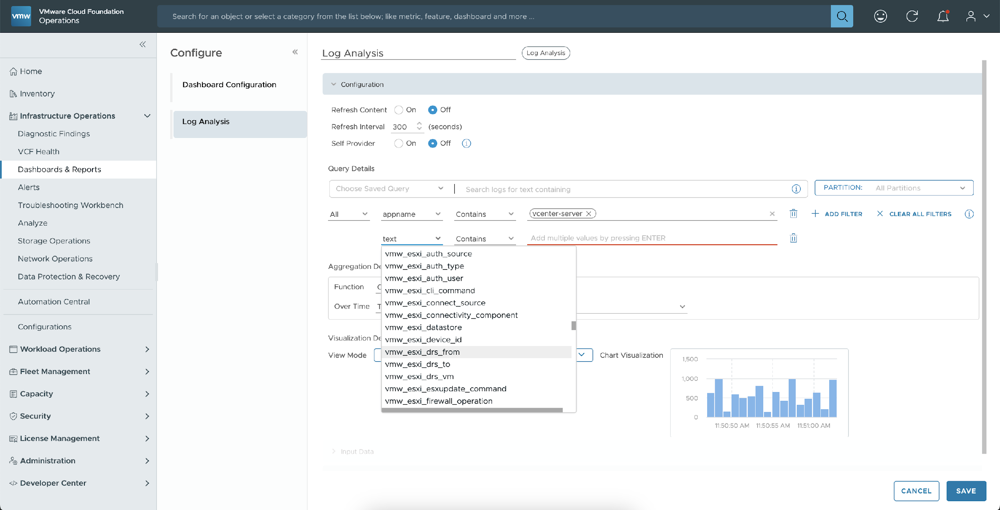 vmw
VMware Cloud Foundation
Operations
Search for an object or select a category from the list below; like metric, feature, dashboard and more ...
Home
Inventory
Infrastructure Operations
Diagnostic Findings
VCF Health
Dashboards & Reports
Alerts
Troubleshooting Workbench
Analyze
Storage Operations
Network Operations
Data Protection & Recovery
Automation Central
Configurations
Workload Operations
Fleet Management
Capacity
Security
License Management
Administration
Developer Center
Configure
Dashboard Configuration
Log Analysis
Log Analysis
Log Analysis
Configuration
Refresh Content On Off
Refresh Interval 300 (seconds)
Self Provider On Off
Query Details
Choose Saved Query Search logs for text containing PARTITION: All Partitions
All appname Contains vcenter-server ADD FILTER CLEAR ALL FILTERS
text Contains Add multiple values by pressing ENTER
vmw_esxi_auth_source
vmw_esxi_auth_type
vmw_esxi_auth_user
vmw_esxi_cli_command
vmw_esxi_connect_source
vmw_esxi_connectivity_component
vmw_esxi_datastore
vmw_esxi_device_id
vmw_esxi_drs_from
vmw_esxi_drs_to
vmw_esxi_drs_vm
vmw_esxi_esxupdate_command
vmw_esxi_firewall_operation
Aggregation De
Function
Over Time T
Visualization De
View Mode
Chart Visualization
1,500
1,000
500
0
11:50:50 AM 11:50:55 AM 11:51:00 AM
Input Data
CANCEL SAVE